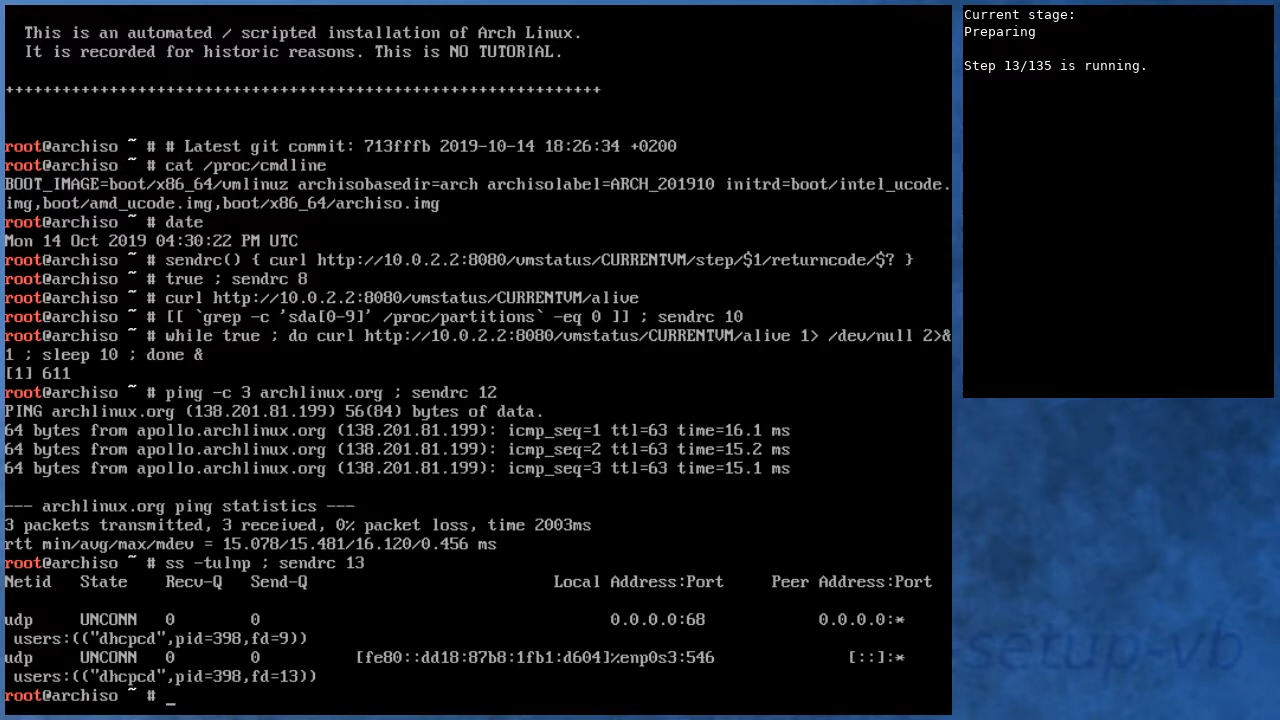 This is an automated / scripted installation of Arch Linux.
It is recorded for historic reasons. This is NO TUTORIAL.
+++++++++++++++++++++++++++++++++++++++++++++++++++++++++++++++
root@archiso ~ # # Latest git commit: 713fffb 2019-10-14 18:26:34 +0200
root@archiso ~ # cat /proc/cmdline
BOOT_IMAGE=boot/x86_64/vmlinuz archisobasedir=arch archisolabel=ARCH_201910 initrd=boot/intel_ucode.
img,boot/amd_ucode.img,boot/x86_64/archiso.img
root@archiso ~ # date
Mon 14 Oct 2019 04:30:22 PM UTC
root@archiso ~ # sendrc() { curl http://10.0.2.2:8080/vmstatus/CURRENTVM/step/$1/returncode/$? }
root@archiso ~ # true ; sendrc 8
root@archiso ~ # curl http://10.0.2.2:8080/vmstatus/CURRENTVM/alive
root@archiso ~ # [[ `grep -c 'sda[0-9]' /proc/partitions` -eq 0 ]] ; sendrc 10
root@archiso ~ # while true ; do curl http://10.0.2.2:8080/vmstatus/CURRENTVM/alive 1> /dev/null 2>&
1 ; sleep 10 ; done &
[1] 611
root@archiso ~ # ping -c 3 archlinux.org ; sendrc 12
PING archlinux.org (138.201.81.199) 56(84) bytes of data.
64 bytes from apollo.archlinux.org (138.201.81.199): icmp_seq=1 ttl=63 time=16.1 ms
64 bytes from apollo.archlinux.org (138.201.81.199): icmp_seq=2 ttl=63 time=15.2 ms
64 bytes from apollo.archlinux.org (138.201.81.199): icmp_seq=3 ttl=63 time=15.1 ms
--- archlinux.org ping statistics ---
3 packets transmitted, 3 received, 0% packet loss, time 2003ms
rtt min/avg/max/mdev = 15.078/15.481/16.120/0.456 ms
root@archiso ~ # ss -tulnp ; sendrc 13
Netid State Recv-Q Send-Q Local Address:Port Peer Address:Port
udp UNCONN 0 0 0.0.0.0:68 0.0.0.0:*
users:(("dhcpcd",pid=398,fd=9))
udp UNCONN 0 0 [fe80::dd18:87b8:1fb1:d604]%enp0s3:546 [::]:*
users:(("dhcpcd",pid=398,fd=13))
root@archiso ~ # _
Current stage:
Preparing
Step 13/135 is running.
setup-vb